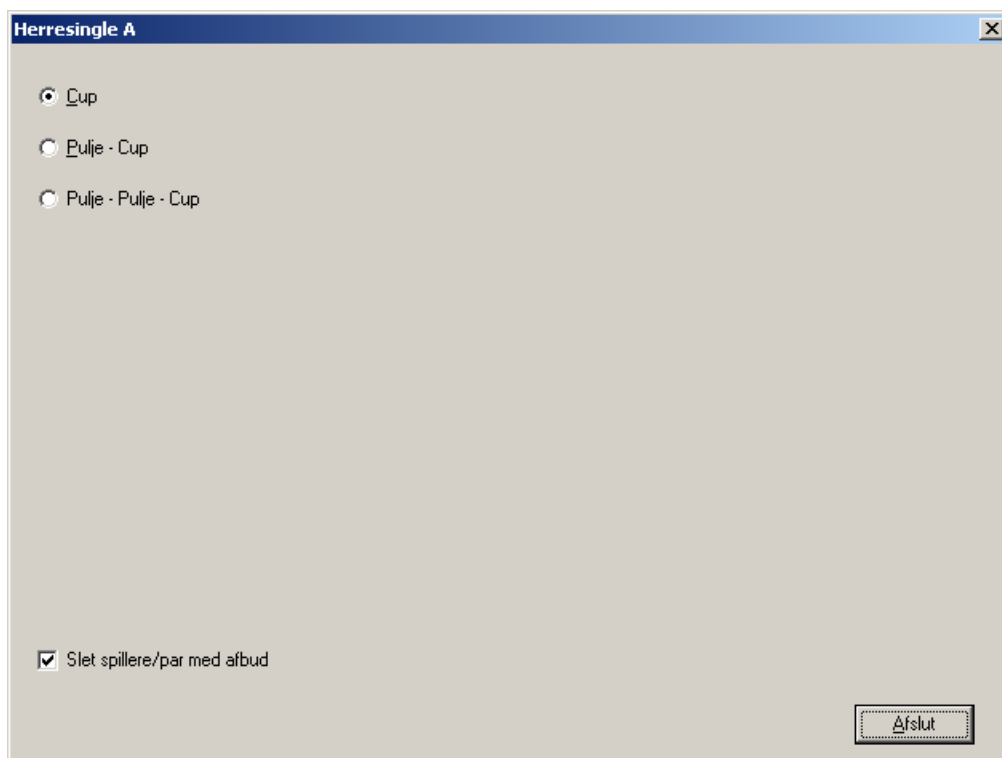 Herresingle A
Cup
Pulje - Cup
Pulje - Pulje - Cup
Slet spillere/par med afbud
Afslut